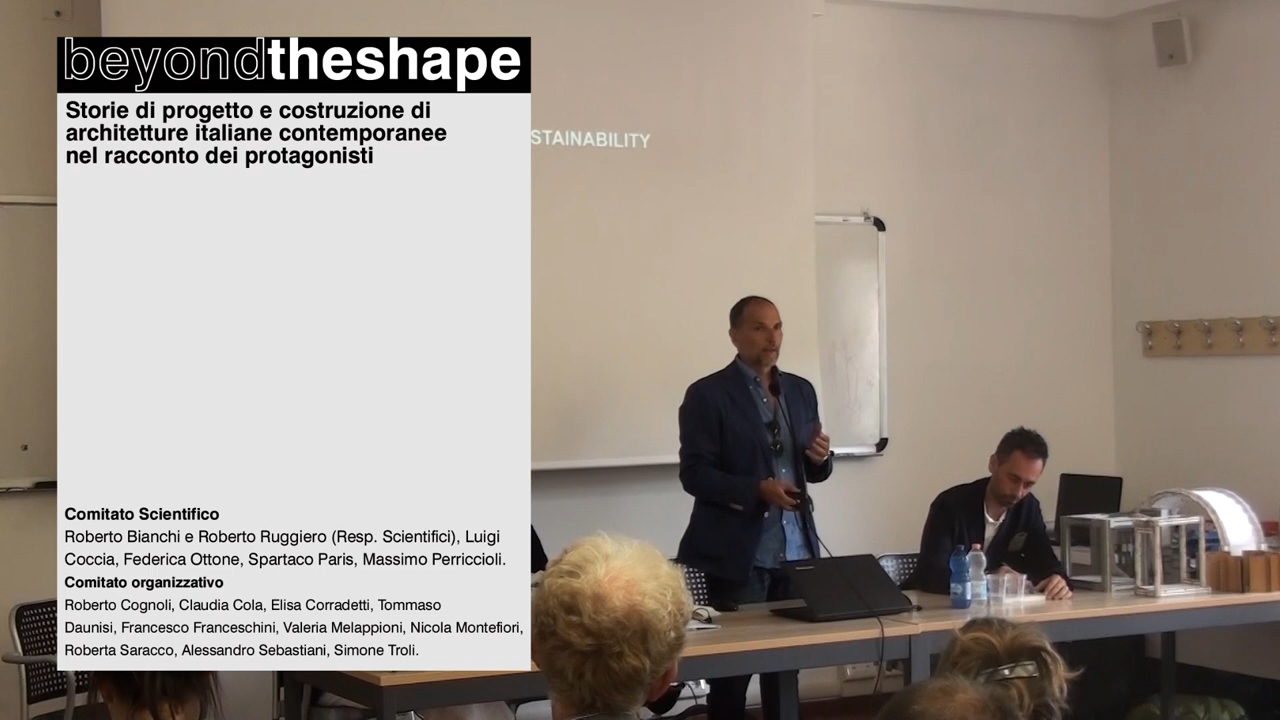 beyondtheshape
Storie di progetto e costruzione di
architetture italiane contemporanee
nel racconto dei protagonisti
STAINABILITY
Comitato Scientifico
Roberto Bianchi e Roberto Ruggiero (Resp. Scientifici), Luigi
Coccia, Federica Ottone, Spartaco Paris, Massimo Perriccioli.
Comitato organizzativo
Roberto Cognoli, Claudia Cola, Elisa Corradetti, Tommaso
Daunisi, Francesco Franceschini, Valeria Melappioni, Nicola Montefiori,
Roberta Saracco, Alessandro Sebastiani, Simone Troli.